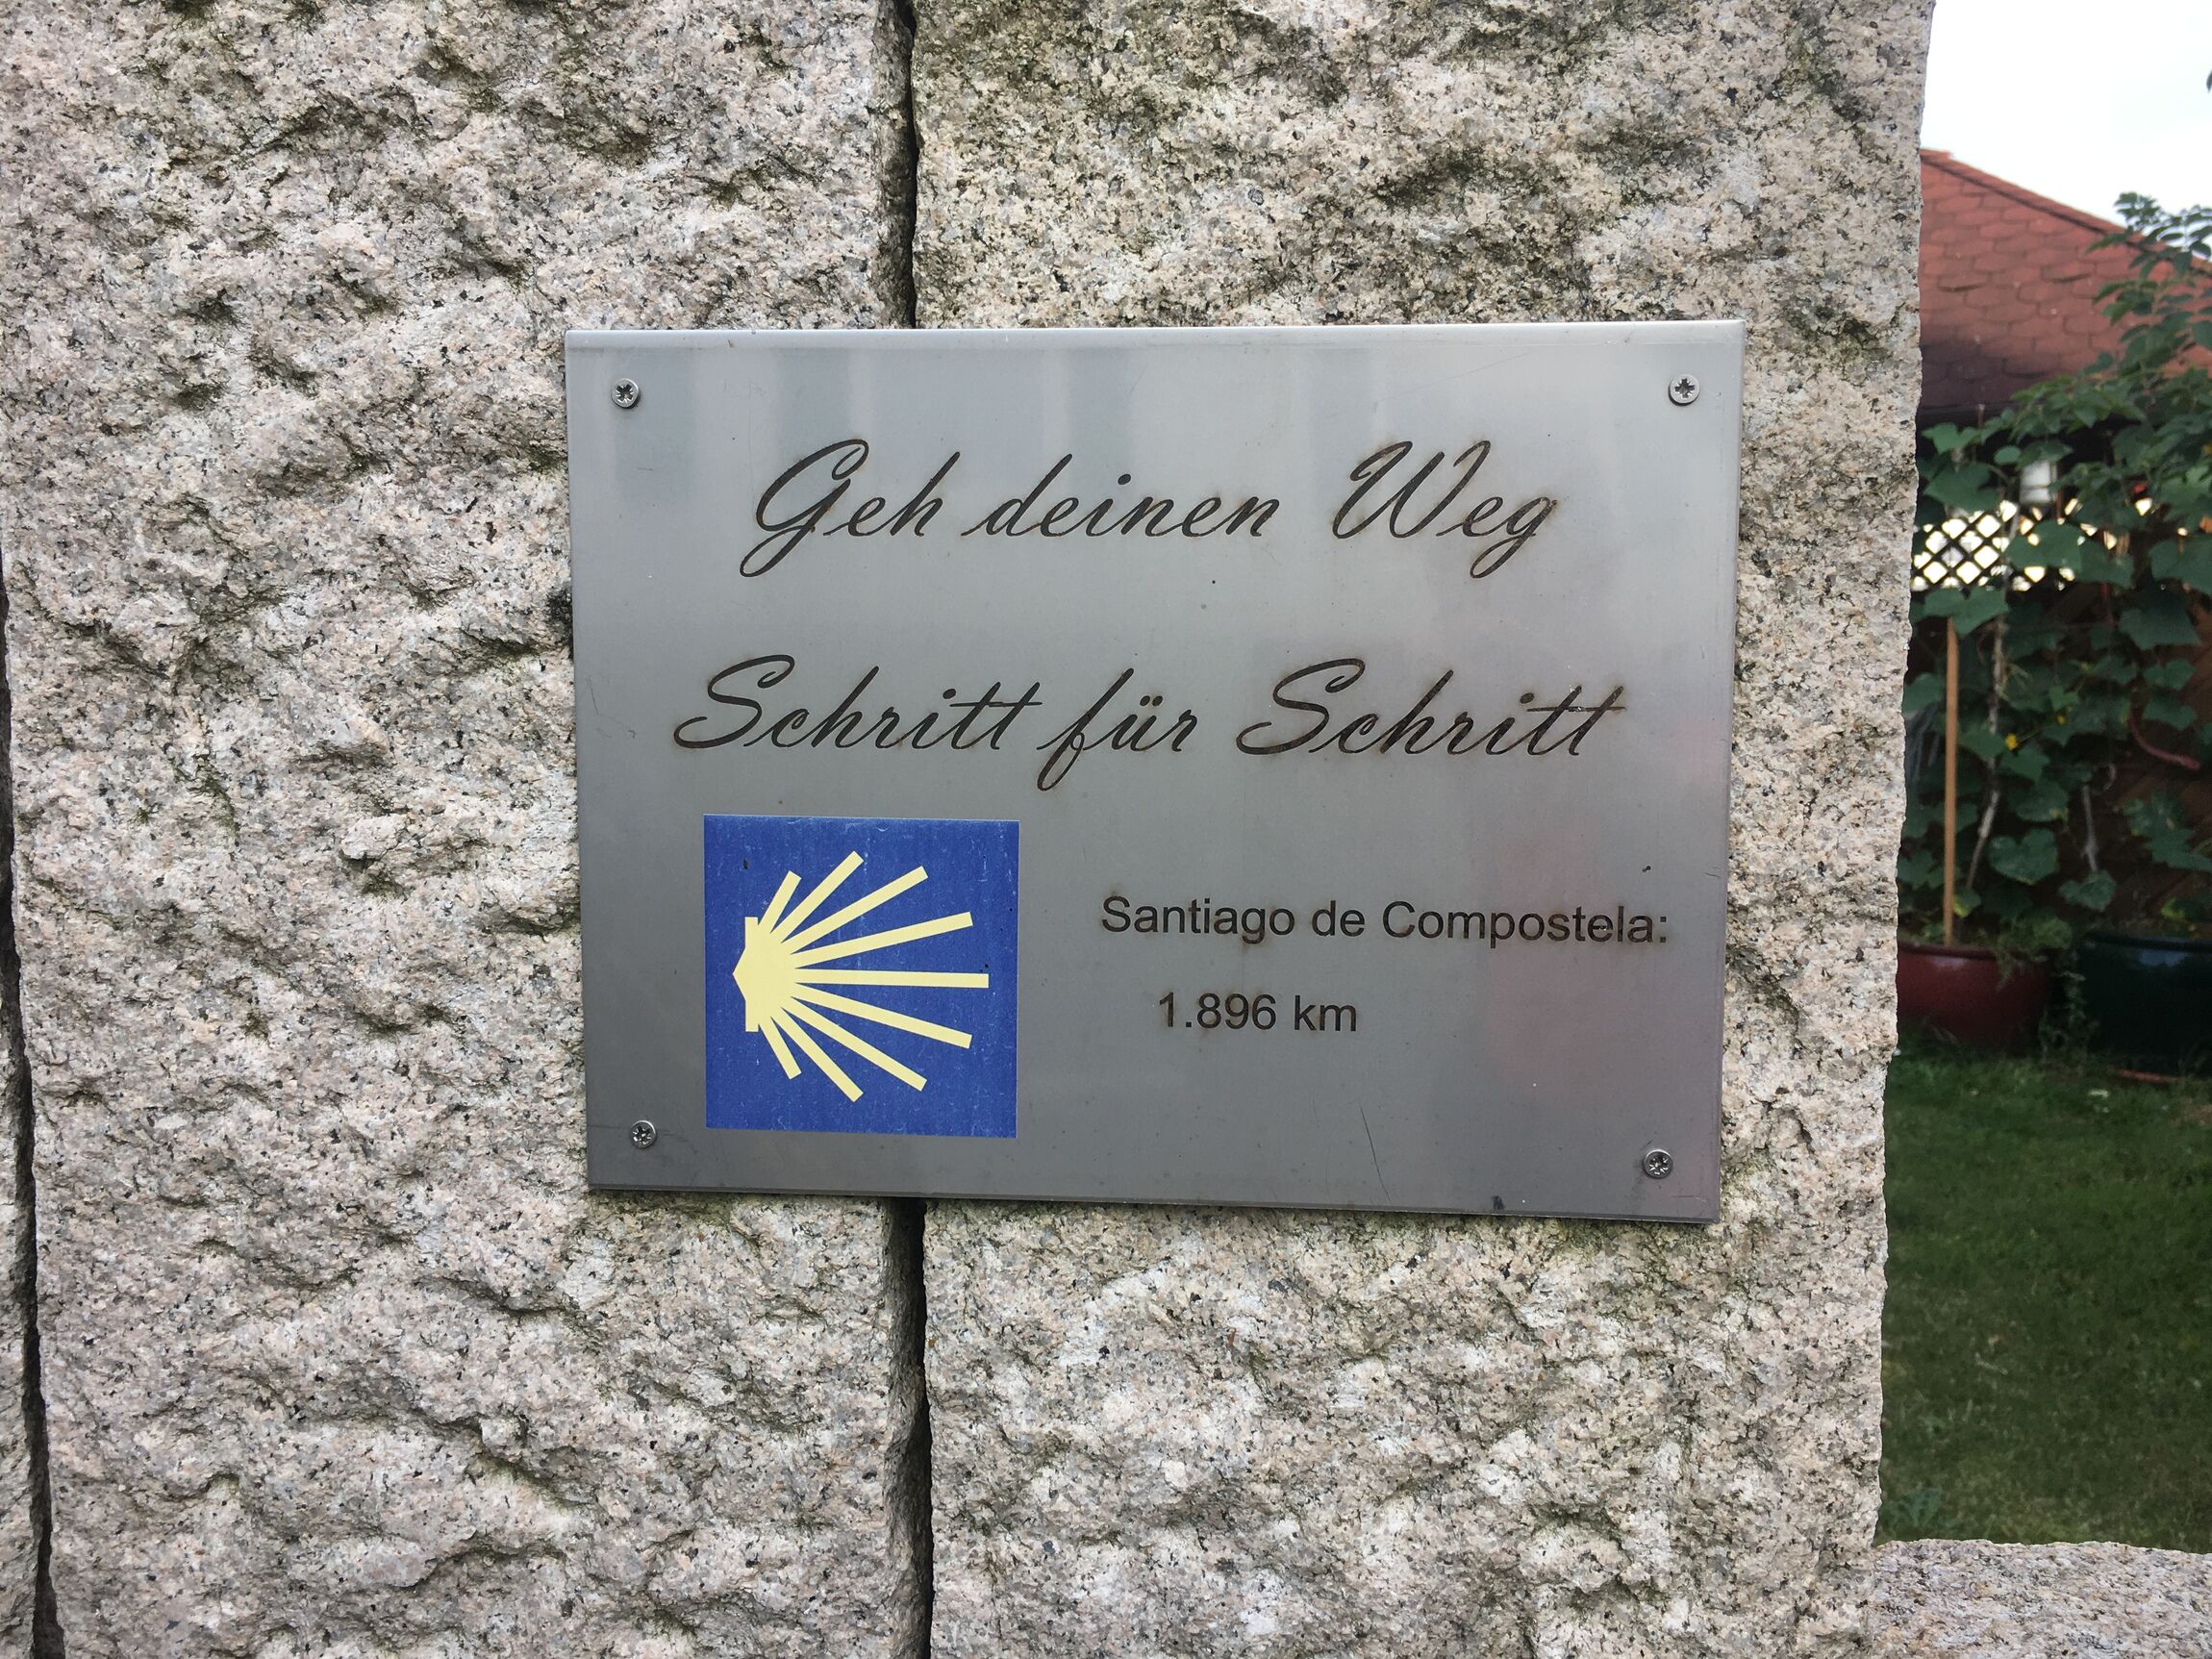 Geh deinen Weg
Schritt für Schritt
Santiago de Compostela:
1.896 km